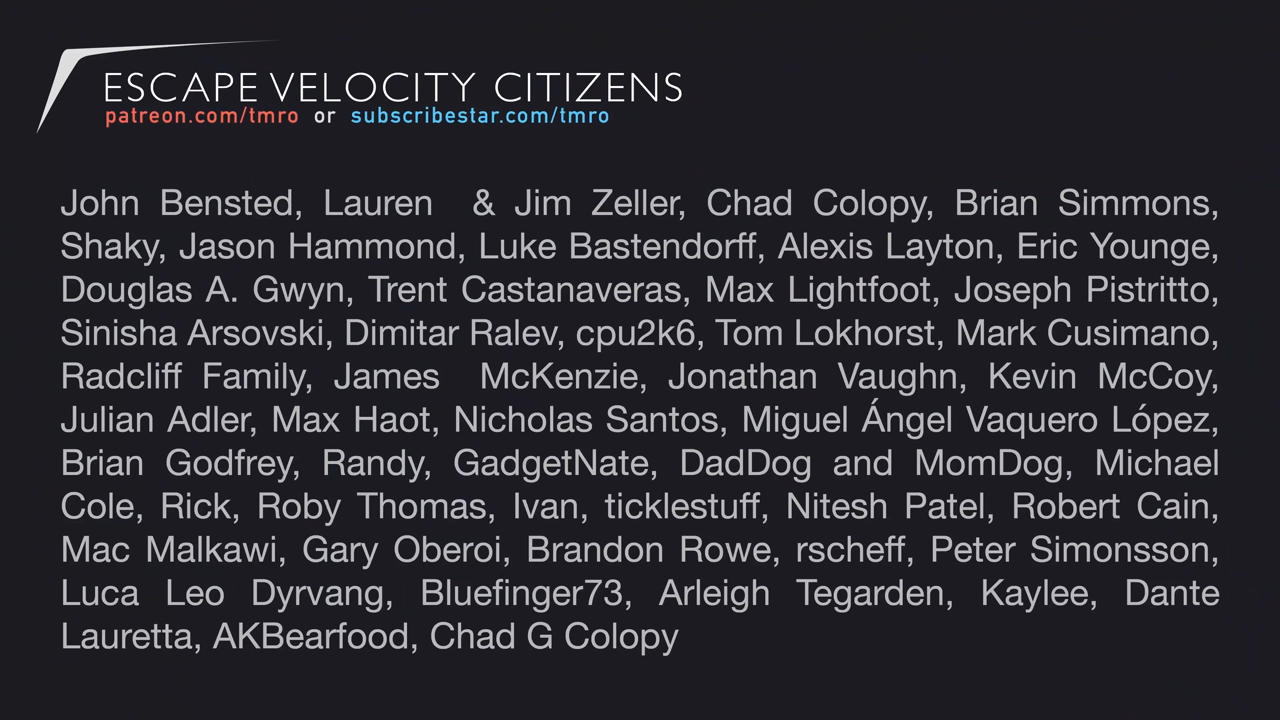 ESCAPE VELOCITY CITIZENS
patreon.com/tmro or subscribestar.com/tmro
John Bensted, Lauren & Jim Zeller, Chad Colopy, Brian Simmons,
Shaky, Jason Hammond, Luke Bastendorff, Alexis Layton, Eric Younge,
Douglas A. Gwyn, Trent Castanaveras, Max Lightfoot, Joseph Pistritto,
Sinisha Arsovski, Dimitar Ralev, cpu2k6, Tom Lokhorst, Mark Cusimano,
Radcliff Family, James McKenzie, Jonathan Vaughn, Kevin McCoy,
Julian Adler, Max Haot, Nicholas Santos, Miguel Ángel Vaquero López,
Brian Godfrey, Randy, GadgetNate, DadDog and MomDog, Michael
Cole, Rick, Roby Thomas, Ivan, ticklestuff, Nitesh Patel, Robert Cain,
Mac Malkawi, Gary Oberoi, Brandon Rowe, rscheff, Peter Simonsson,
Luca Leo Dyrvang, Bluefinger73, Arleigh Tegarden, Kaylee, Dante
Lauretta, AKBearfood, Chad G Colopy